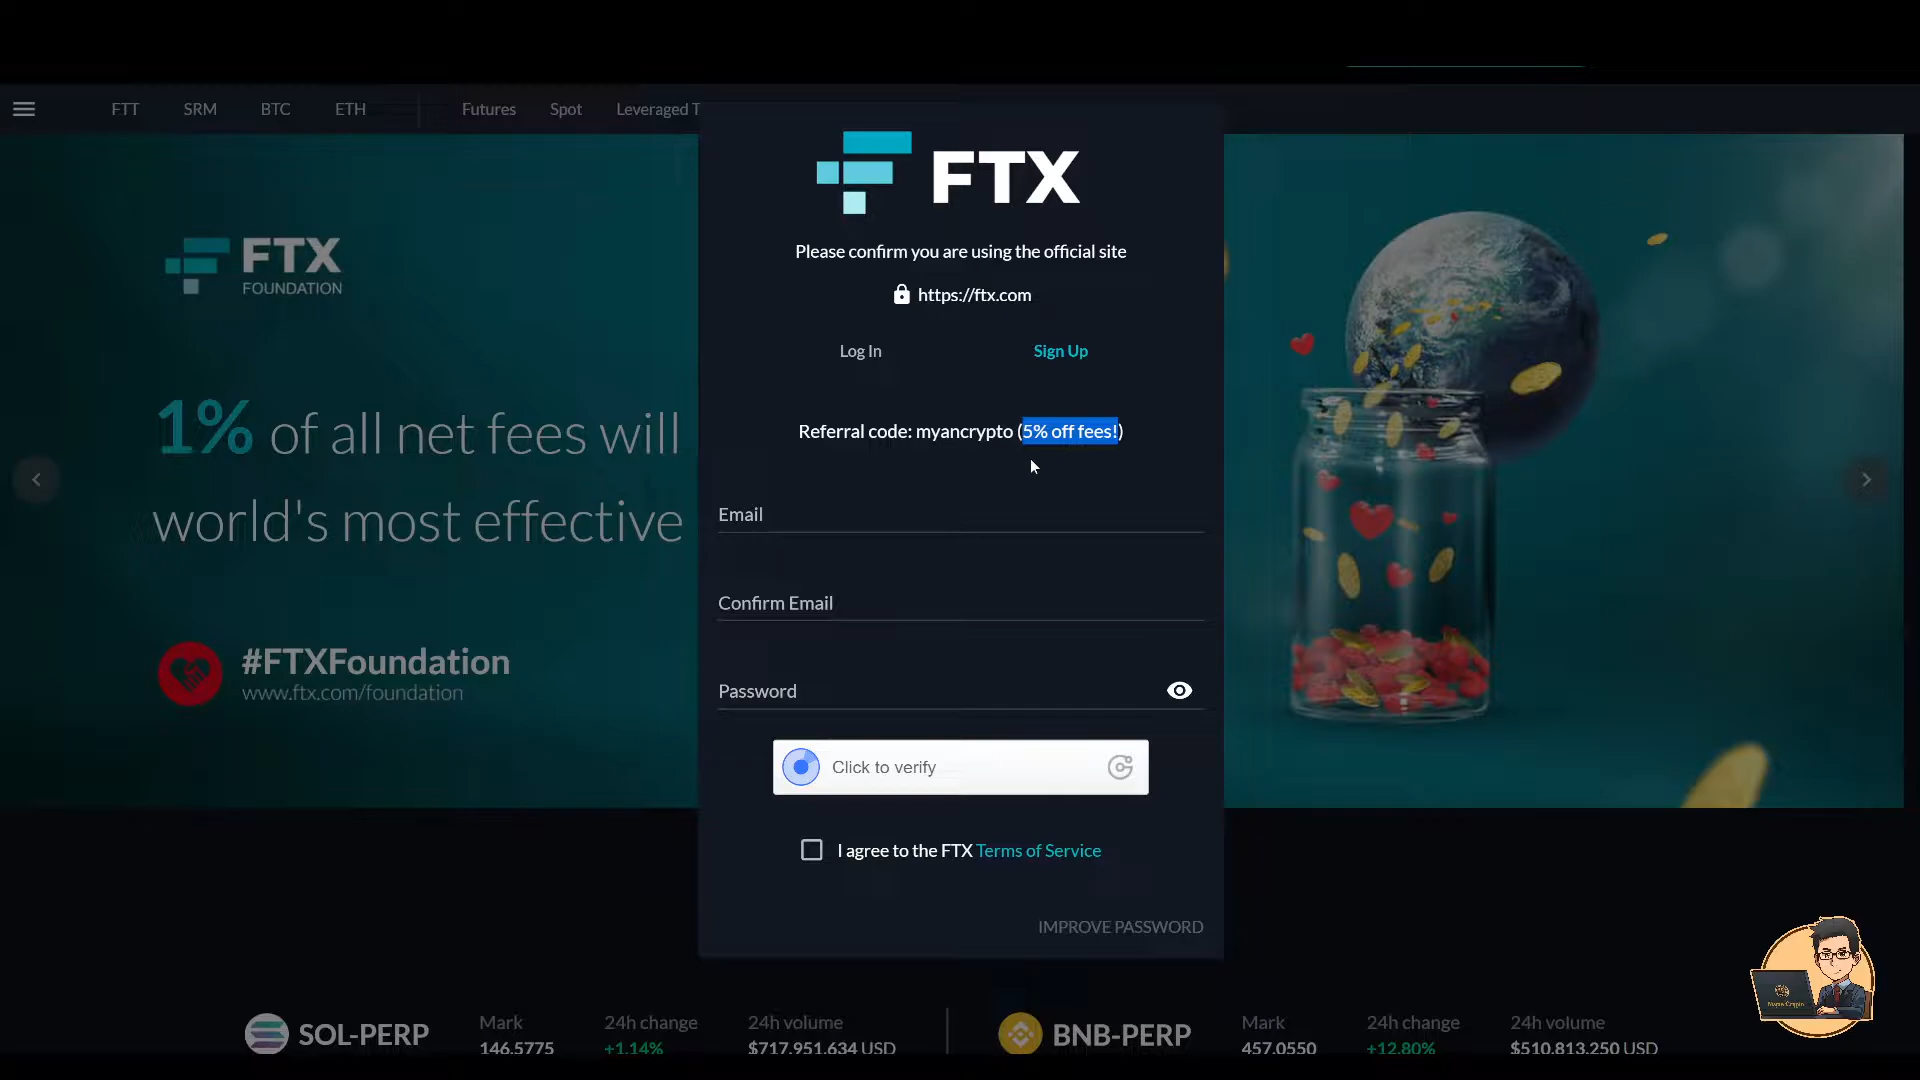 FTT SRM BTC ETH Futures Spot Leveraged T
FTX
FOUNDATION
1% of all net fees will
world's most effective
#FTXFoundation
www.ftx.com/foundation
FTX
Please confirm you are using the official site
https://ftx.com
Log In Sign Up
Referral code: myancrypto (5% off fees!)
Email
Confirm Email
Password
Click to verify
I agree to the FTX Terms of Service
IMPROVE PASSWORD
SOL-PERP Mark 24h change 24h volume BNB-PERP Mark 24h change 24h volume
146.5775 +1.14% $717,951,634 USD 457.0550 +12.80% $510,813,250 USD